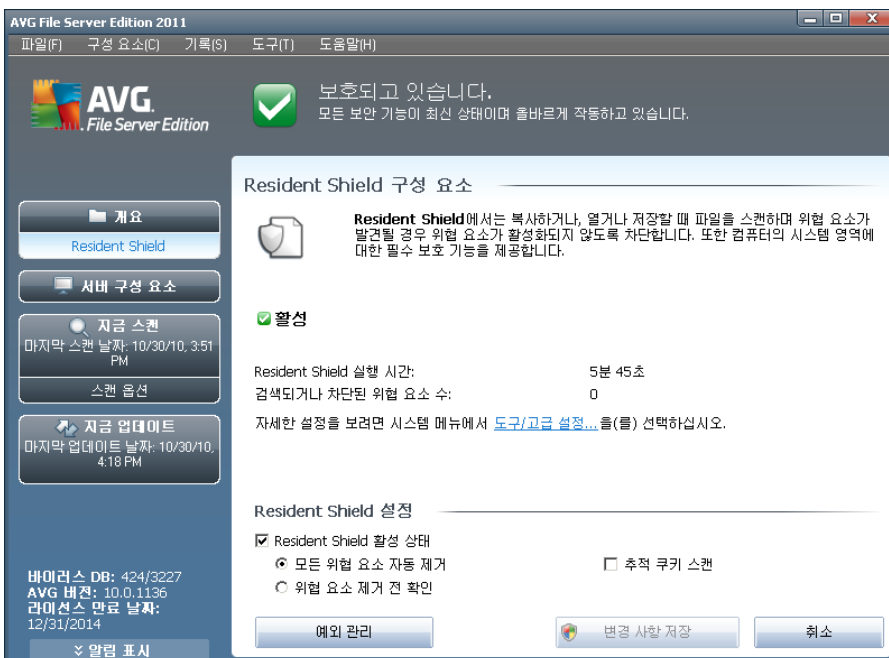 AVG File Server Edition 2011
파일(F) 구성 요소(C) 기록(S) 도구(T) 도움말(H)
AVG.
File Server Edition
보호되고 있습니다.
모든 보안 기능이 최신 상태이며 올바르게 작동하고 있습니다.
개요
Resident Shield
서버 구성 요소
지금 스캔
마지막 스캔 날짜: 10/30/10, 3:51
PM
스캔 옵션
지금 업데이트
마지막 업데이트 날짜: 10/30/10,
4:18 PM
바이러스 DB: 424/3227
AVG 버전: 10.0.1136
라이선스 만료 날짜:
12/31/2014
알림 표시
Resident Shield 구성 요소
Resident Shield에서는 복사하거나, 열거나 저장할 때 파일을 스캔하며 위협 요소가
발견될 경우 위협 요소가 활성화되지 않도록 차단합니다. 또한 컴퓨터의 시스템 영역에
대한 필수 보호 기능을 제공합니다.
활성
Resident Shield 실행 시간: 5분 45초
검색되거나 차단된 위협 요소 수: 0
자세한 설정을 보려면 시스템 메뉴에서 도구/고급 설정...을(를) 선택하십시오.
Resident Shield 설정
Resident Shield 활성 상태
모든 위협 요소 자동 제거 추적 쿠키 스캔
위협 요소 제거 전 확인
예외 관리 변경 사항 저장 취소